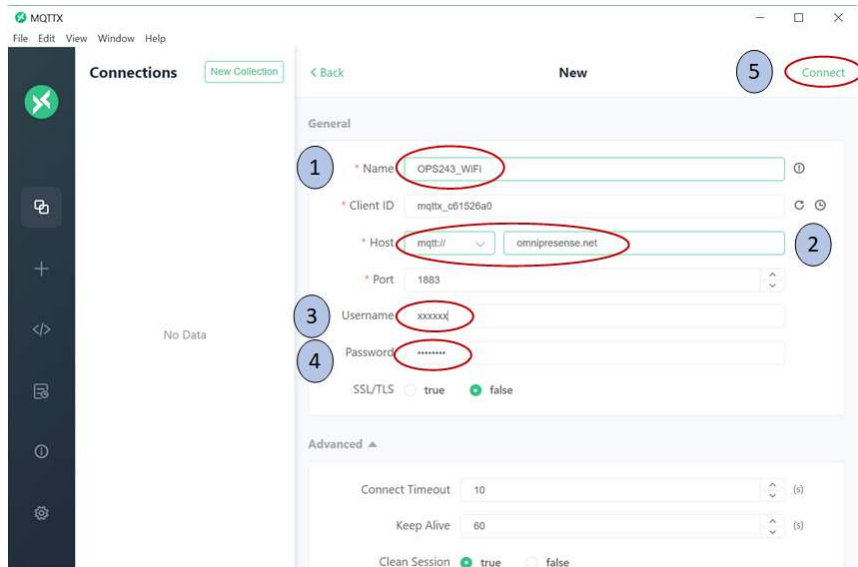 MQTTX
File Edit View Window Help
Connections New Collection < Back New 5 Connect
General
1 * Name OPS243_WiFi
* Client ID mqttx_c61526a0
* Host mqtt:// omnipresense.net 2
* Port 1883
3 Username xxxxxx
4 Password ••••••••
SSL/TLS true false
No Data
Advanced
Connect Timeout 10 (s)
Keep Alive 60 (s)
Clean Session true false